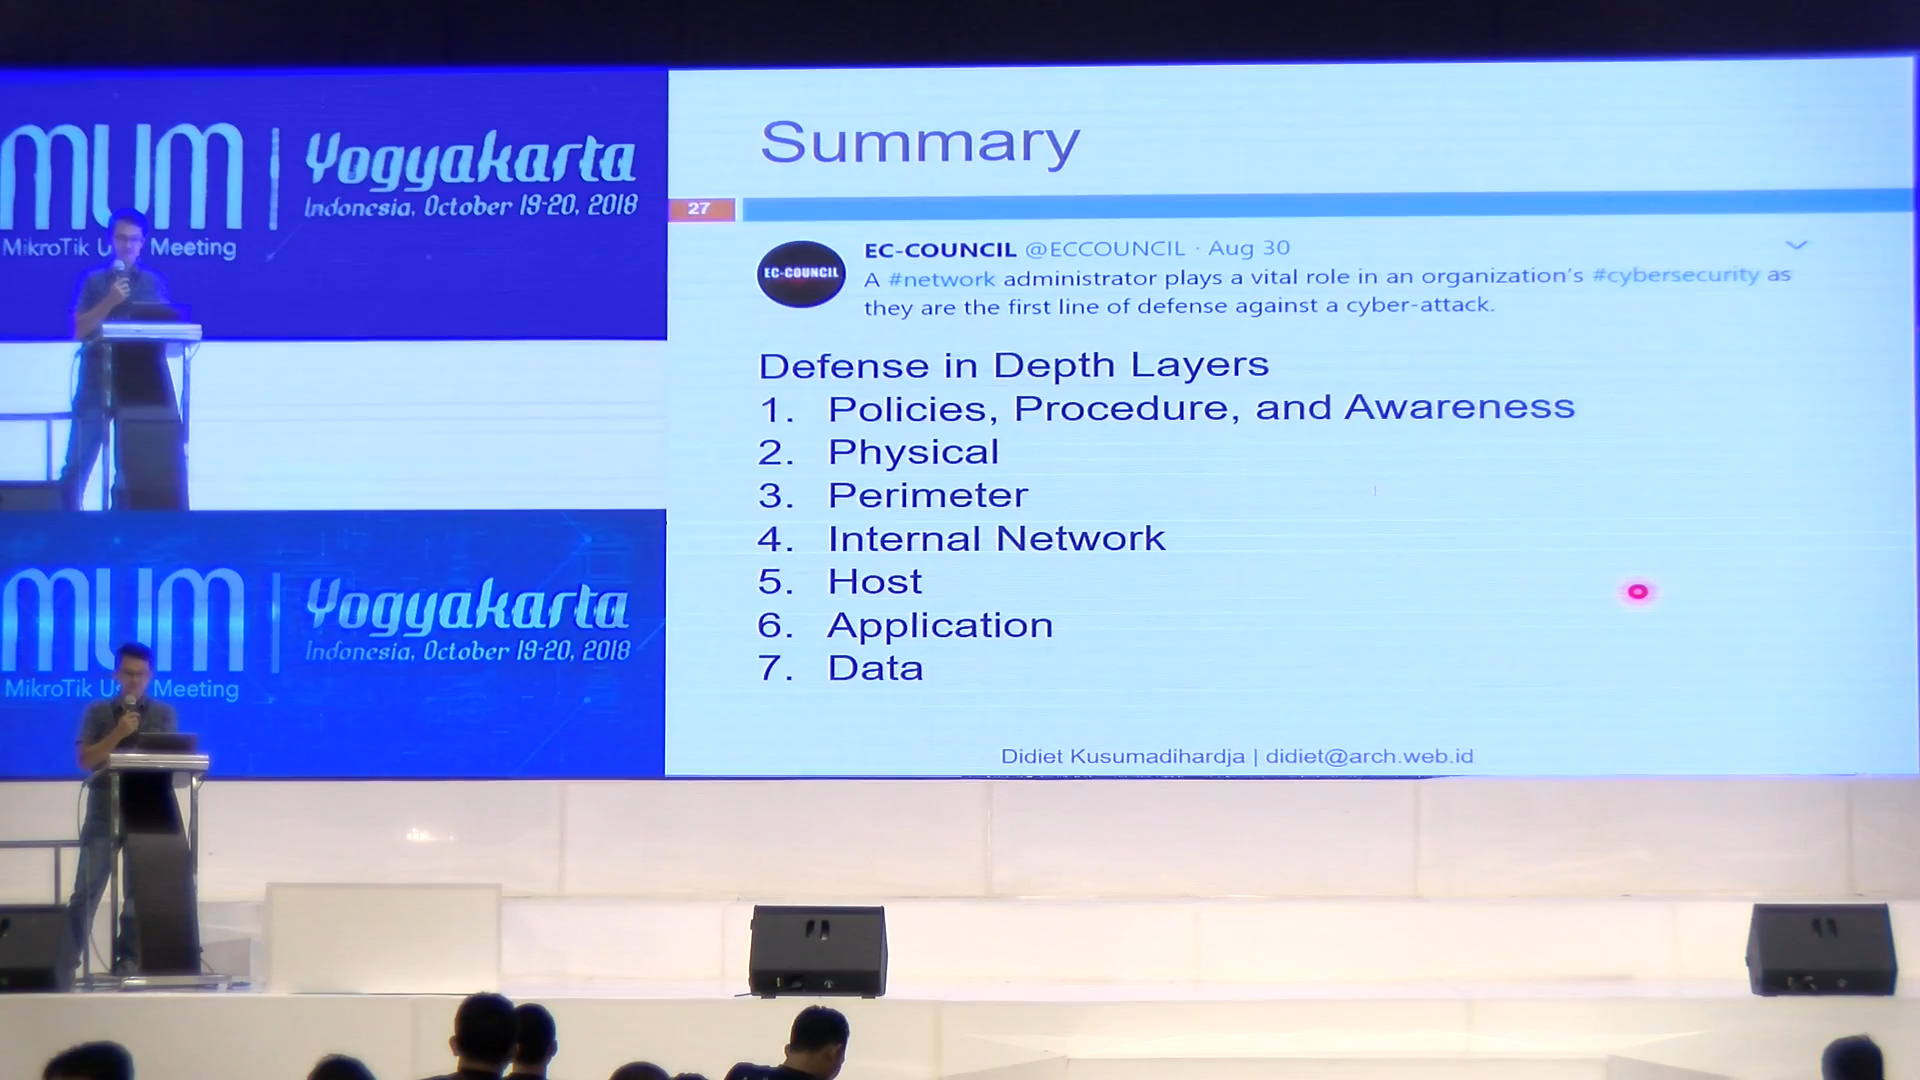 MUM
Yogyakarta
Indonesia, October 19-20, 2018
MikroTik U Meeting
Summary
27
EC-COUNCIL
EC-COUNCIL @ECCOUNCIL · Aug 30
A #network administrator plays a vital role in an organization's #cybersecurity as
they are the first line of defense against a cyber-attack.
Defense in Depth Layers
1. Policies, Procedure, and Awareness
2. Physical
3. Perimeter
4. Internal Network
5. Host
6. Application
7. Data
Didiet Kusumadihardja | didiet@arch.web.id
MUM
Yogyakarta
Indonesia, October 19-20, 2018
MikroTik Us Meeting